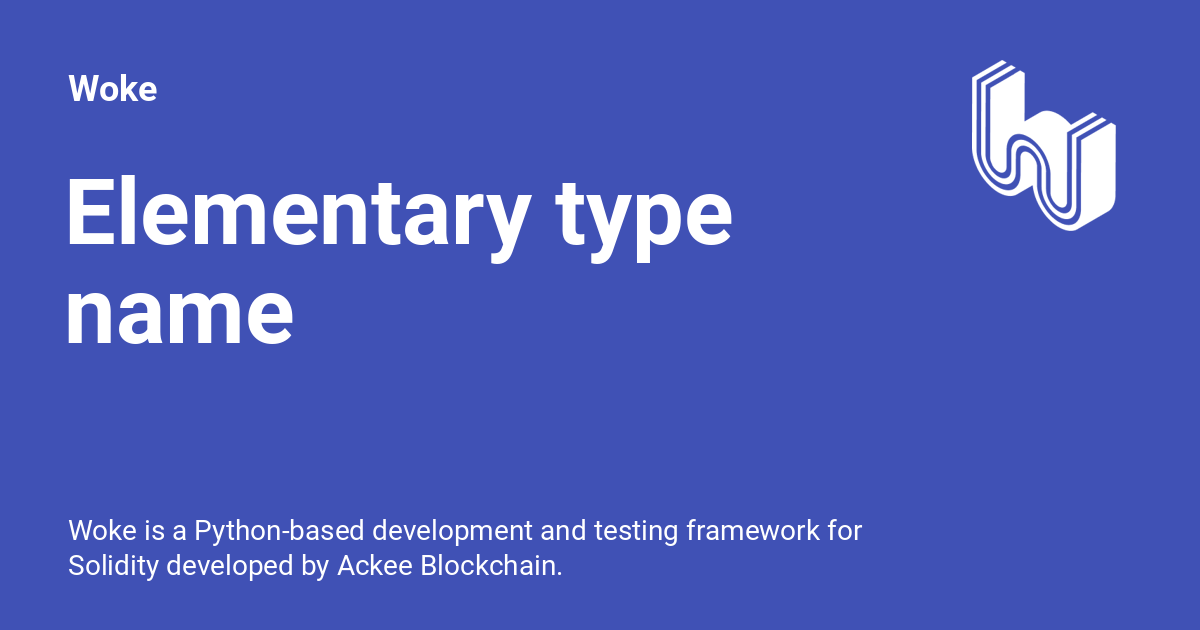 Woke
Elementary type
name
Woke is a Python-based development and testing framework for
Solidity developed by Ackee Blockchain.